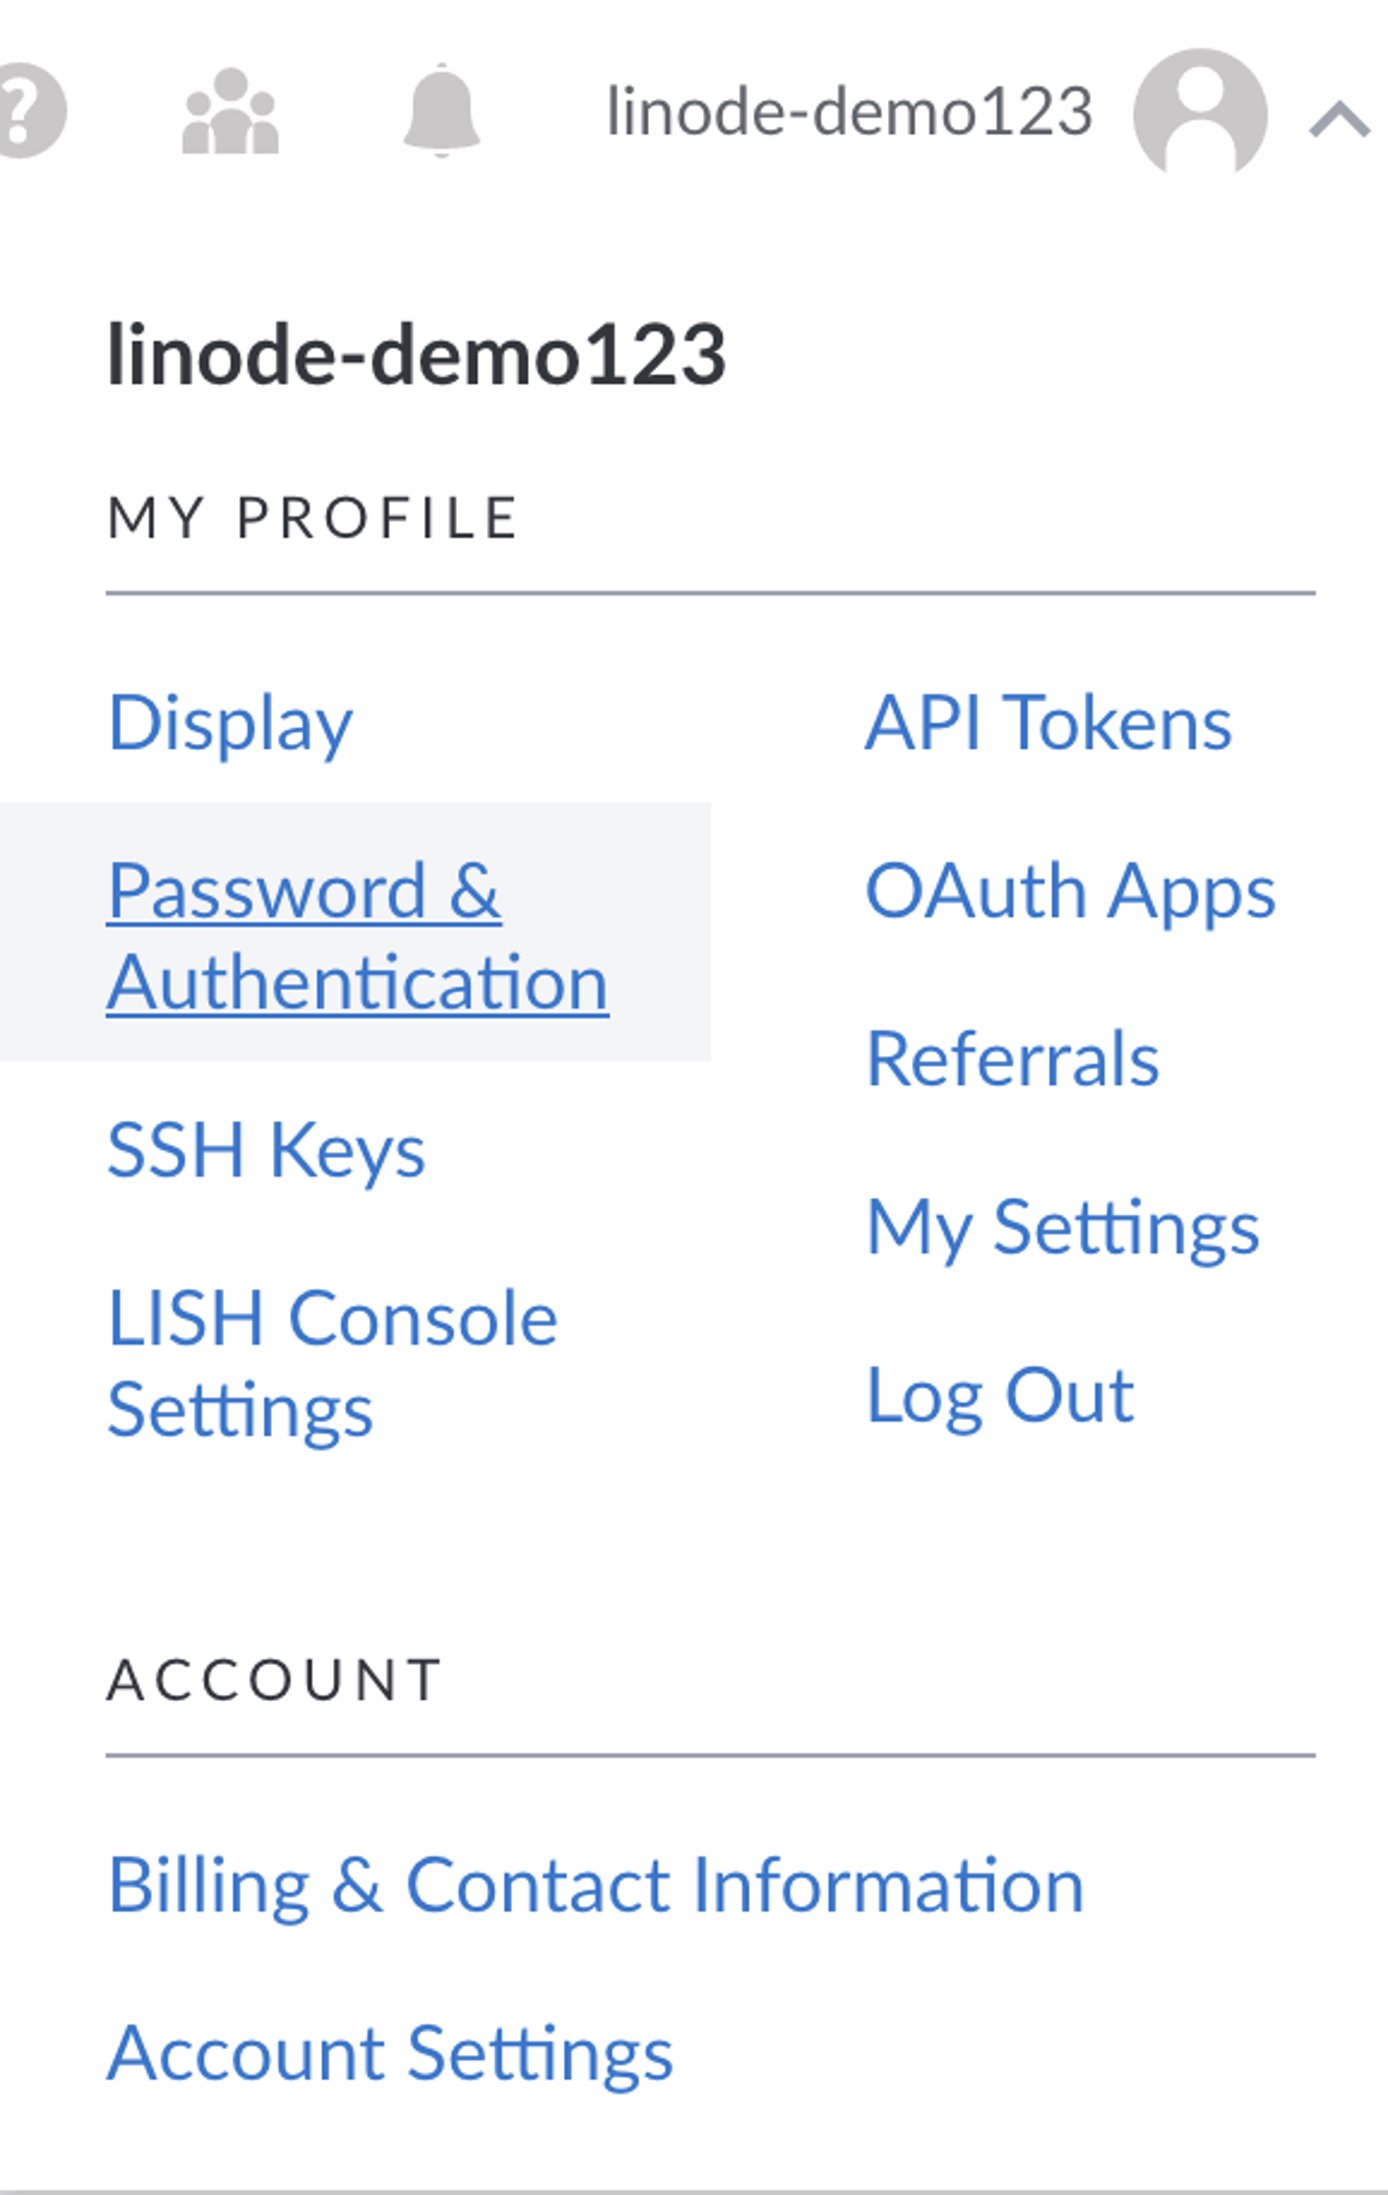 ?
linode-demo123
linode-demo123
MY PROFILE
Display
Password &
Authentication
SSH Keys
LISH Console
Settings
API Tokens
OAuth Apps
Referrals
My Settings
Log Out
ACCOUNT
Billing & Contact Information
Account Settings